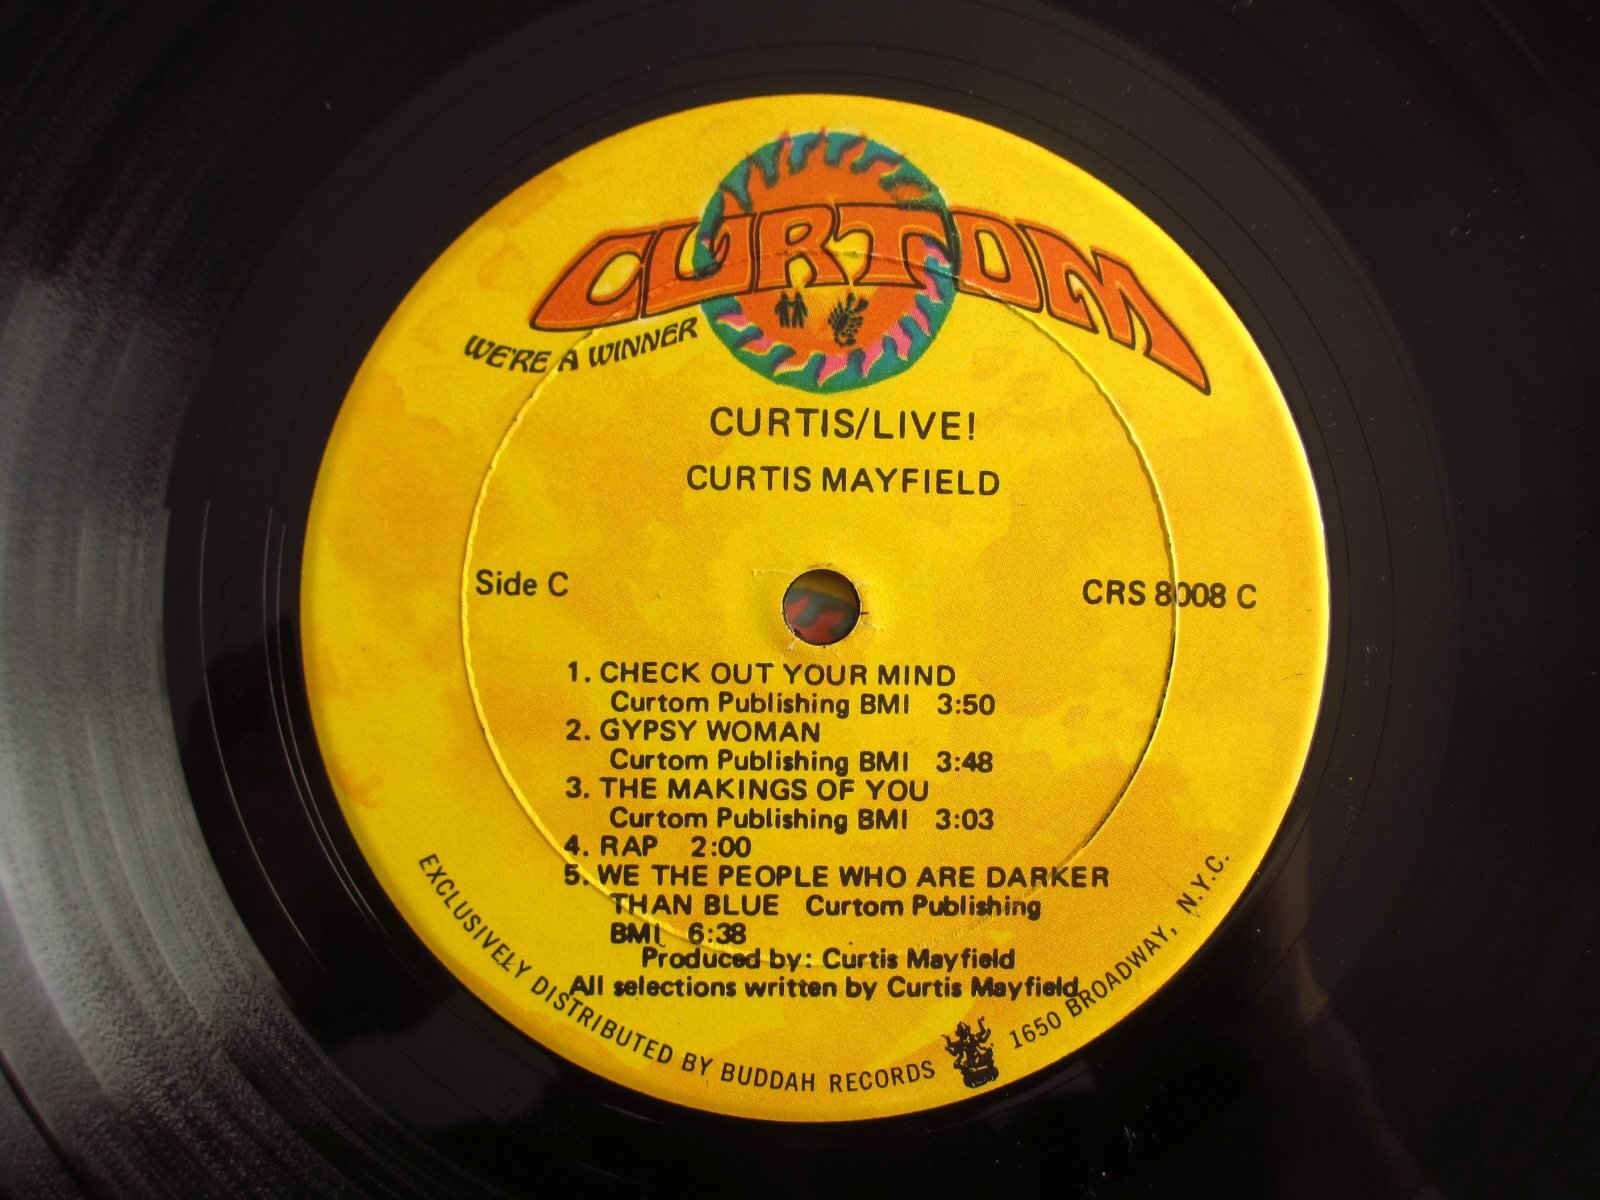 CURTOM
WE'RE A WINNER
CURTIS/LIVE!
CURTIS MAYFIELD
Side C
CRS 8008 C
1. CHECK OUT YOUR MIND
Curtom Publishing BMI 3:50
2. GYPSY WOMAN
Curtom Publishing BMI 3:48
3. THE MAKINGS OF YOU
Curtom Publishing BMI 3:03
4. RAP 2:00
5. WE THE PEOPLE WHO ARE DARKER
THAN BLUE Curtom Publishing
BMI 6:38
Produced by: Curtis Mayfield
All selections written by Curtis Mayfield
EXCLUSIVELY DISTRIBUTED BY BUDDAH RECORDS 1650 BROADWAY, N.Y.C.